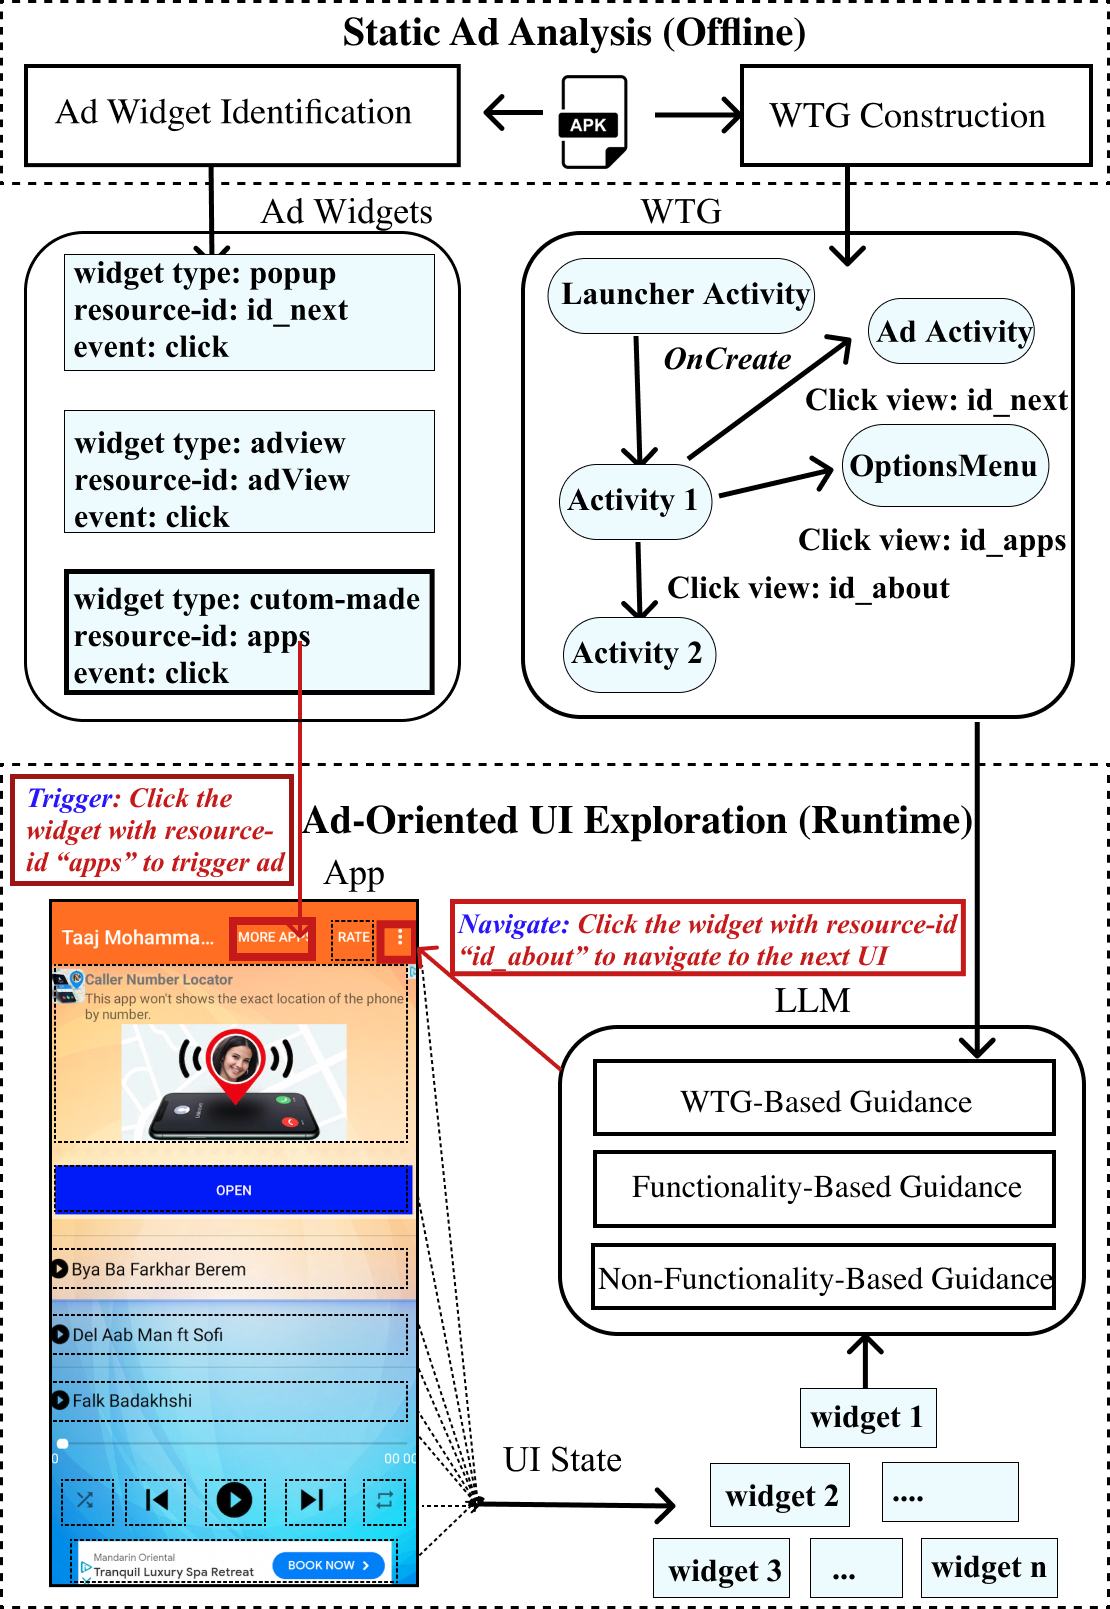 Static Ad Analysis (Offline)
Ad Widget Identification
APK
WTG Construction
Ad Widgets
WTG
widget type: popup
resource-id: id_next
event: click
widget type: adview
resource-id: adView
event: click
widget type: cutom-made
resource-id: apps
event: click
Launcher Activity
OnCreate
Ad Activity
Click view: id_next
Activity 1
OptionsMenu
Click view: id_apps
Click view: id_about
Activity 2
Trigger: Click the
widget with resource-
id “apps” to trigger ad
Ad-Oriented UI Exploration (Runtime)
App
Taaj Mohamma...
MORE APPS
RATE
Navigate: Click the widget with resource-id
“id_about” to navigate to the next UI
Caller Number Locator
This app won't shows the exact location of the phone
by number.
OPEN
Bya Ba Farkhar Berem
Del Aab Man ft Sofi
Falk Badakhshi
0
00 00
Mandarin Oriental
Tranquil Luxury Spa Retreat
BOOK NOW
LLM
WTG-Based Guidance
Functionality-Based Guidance
Non-Functionality-Based Guidance
UI State
widget 1
widget 2
....
widget 3
...
widget n